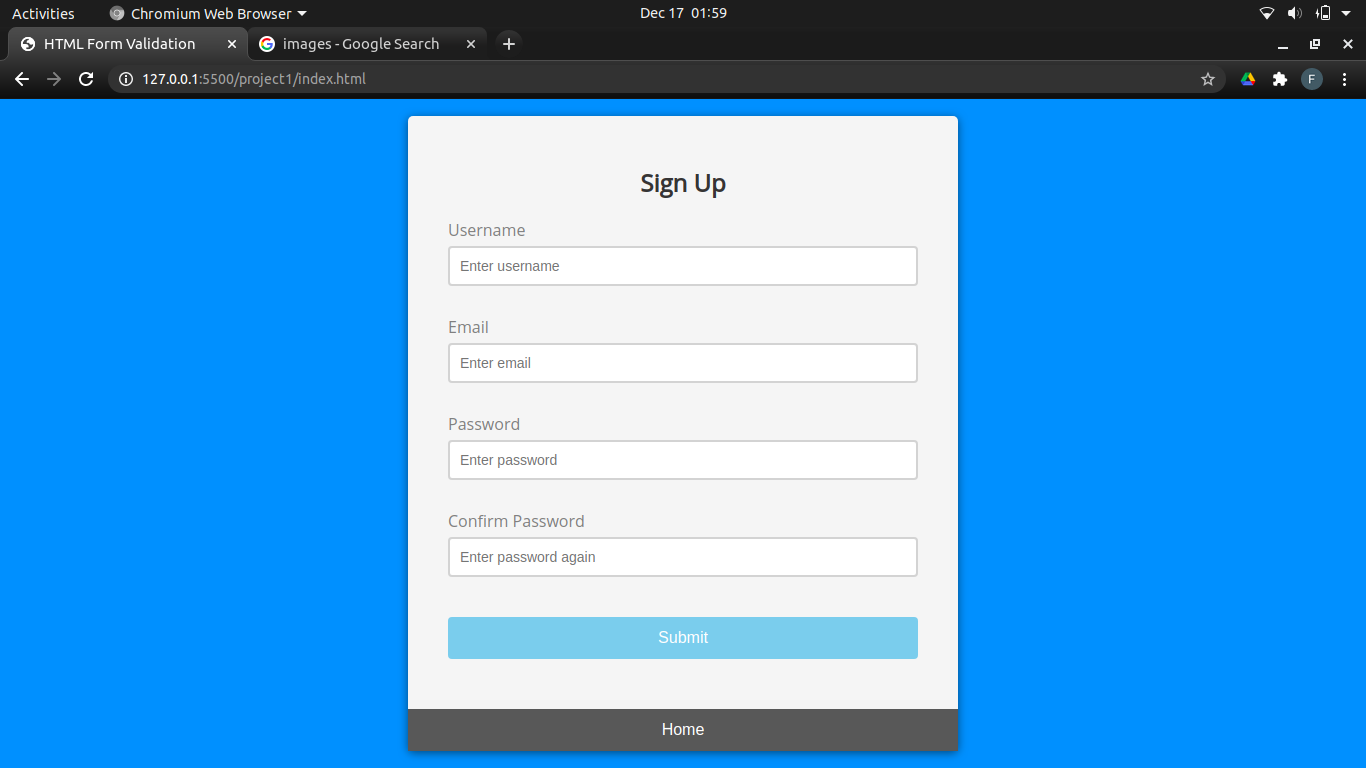 Activities Chromium Web Browser Dec 17 01:59
HTML Form Validation images - Google Search
127.0.0.1:5500/project1/index.html F
Sign Up
Username
Enter username
Email
Enter email
Password
Enter password
Confirm Password
Enter password again
Submit
Home